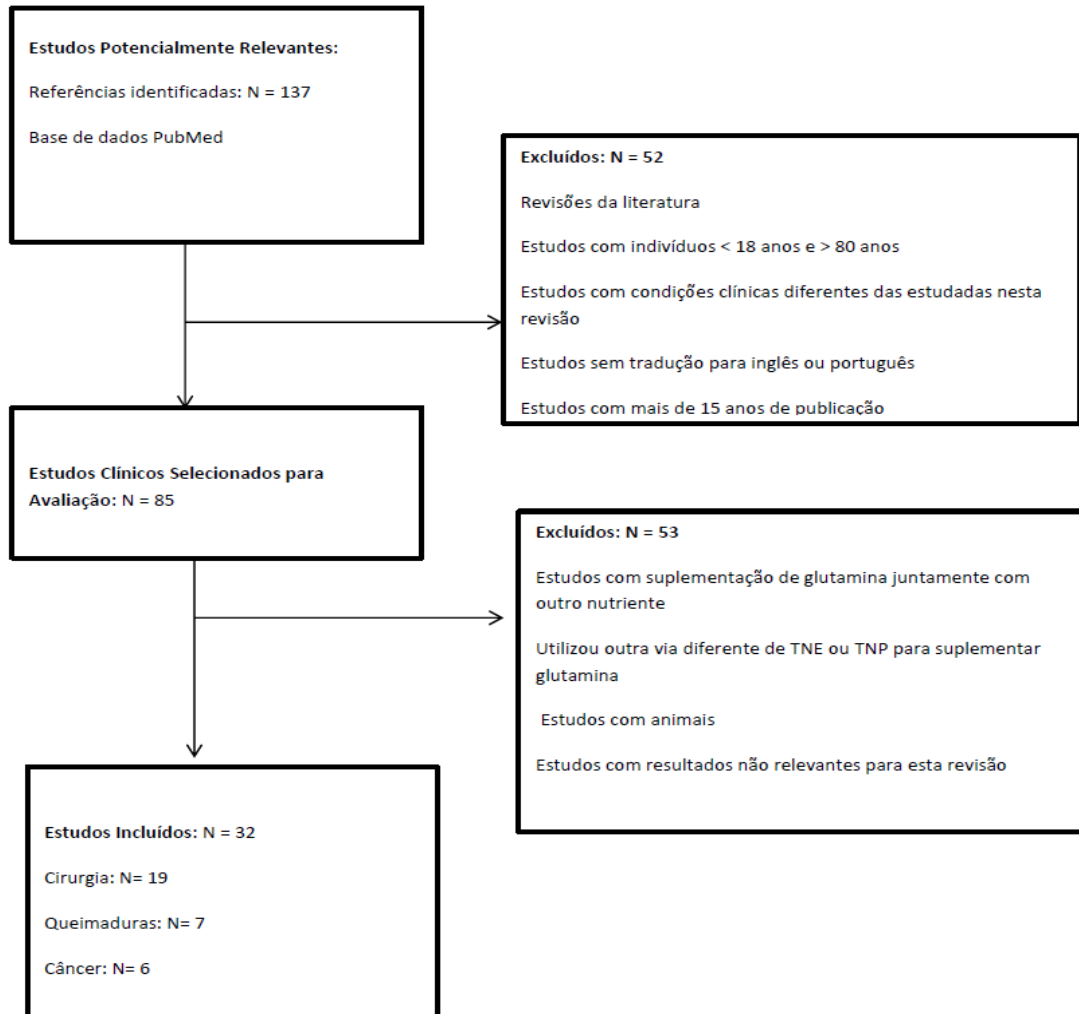 Estudos Potencialmente Relevantes:
Referências identificadas: N = 137
Base de dados PubMed
Excluídos: N = 52
Revisões da literatura
Estudos com indivíduos < 18 anos e > 80 anos
Estudos com condições clínicas diferentes das estudadas nesta
revisão
Estudos sem tradução para inglês ou português
Estudos com mais de 15 anos de publicação
Estudos Clínicos Selecionados para
Avaliação: N = 85
Excluídos: N = 53
Estudos com suplementação de glutamina juntamente com
outro nutriente
Utilizou outra via diferente de TNE ou TNP para suplementar
glutamina
Estudos com animais
Estudos com resultados não relevantes para esta revisão
Estudos Incluídos: N = 32
Cirurgia: N= 19
Queimaduras: N= 7
Câncer: N= 6